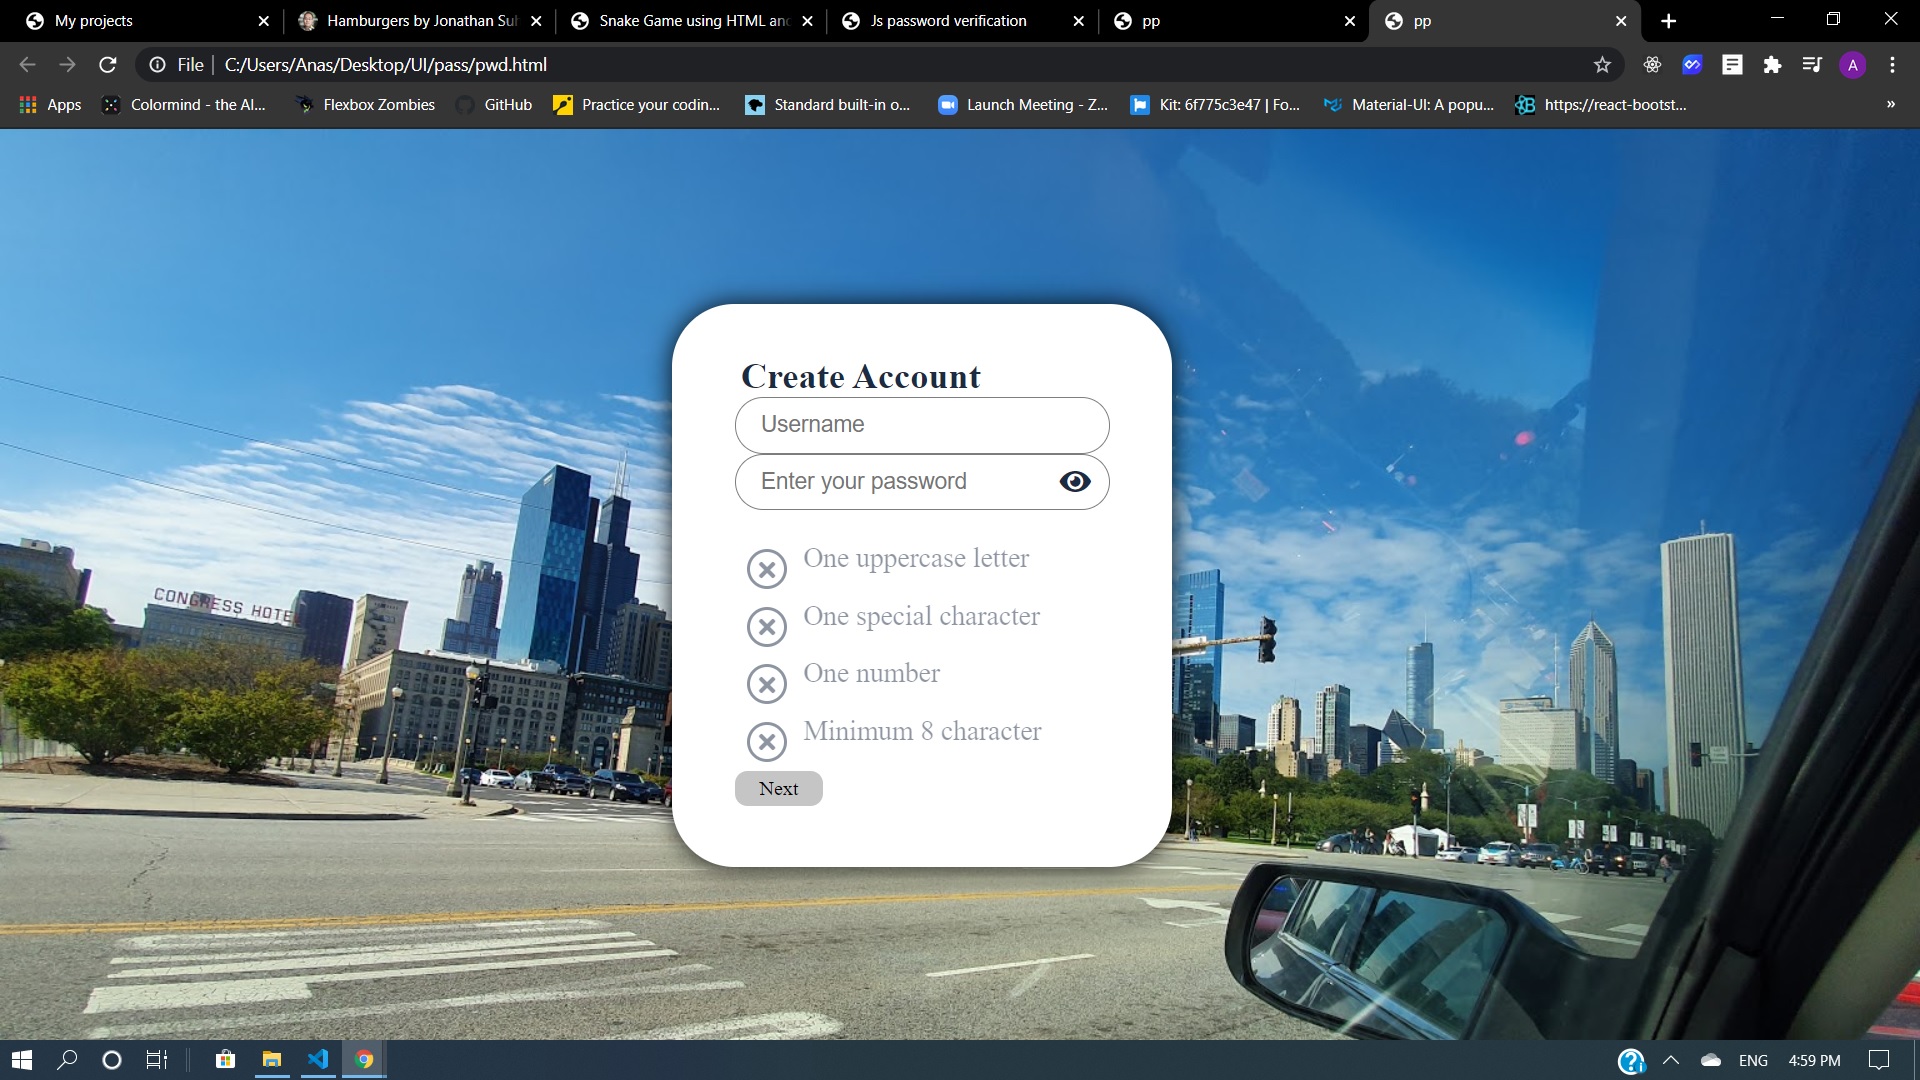 My projects
Hamburgers by Jonathan Suh
Snake Game using HTML and
Js password verification
pp
pp
File
C:/Users/Anas/Desktop/UI/pass/pwd.html
A
Apps
Colormind - the AI...
Flexbox Zombies
GitHub
Practice your codin...
Standard built-in o...
Launch Meeting - Z...
Kit: 6f775c3e47 | Fo...
Material-UI: A popu...
https://react-bootst...
»
CONGRESS HOTEL
Create Account
Username
Enter your password
One uppercase letter
One special character
One number
Minimum 8 character
Next
ENG
4:59 PM